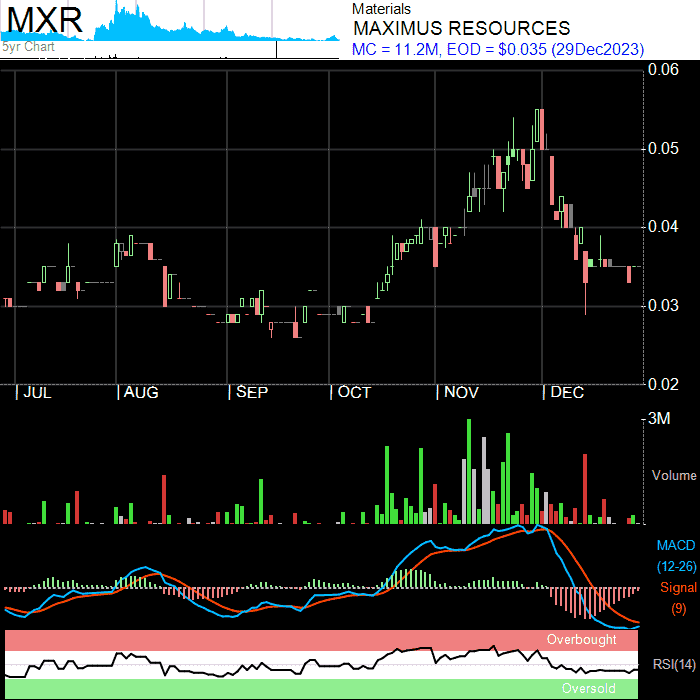 MXR
5yr Chart
Materials
MAXIMUS RESOURCES
MC = 11.2M, EOD = $0.035 (29Dec2023)
0.06
0.05
0.04
0.03
0.02
JUL AUG SEP OCT NOV DEC
3M
Volume
MACD
(12-26)
Signal
(9)
Overbought
RSI(14)
Oversold